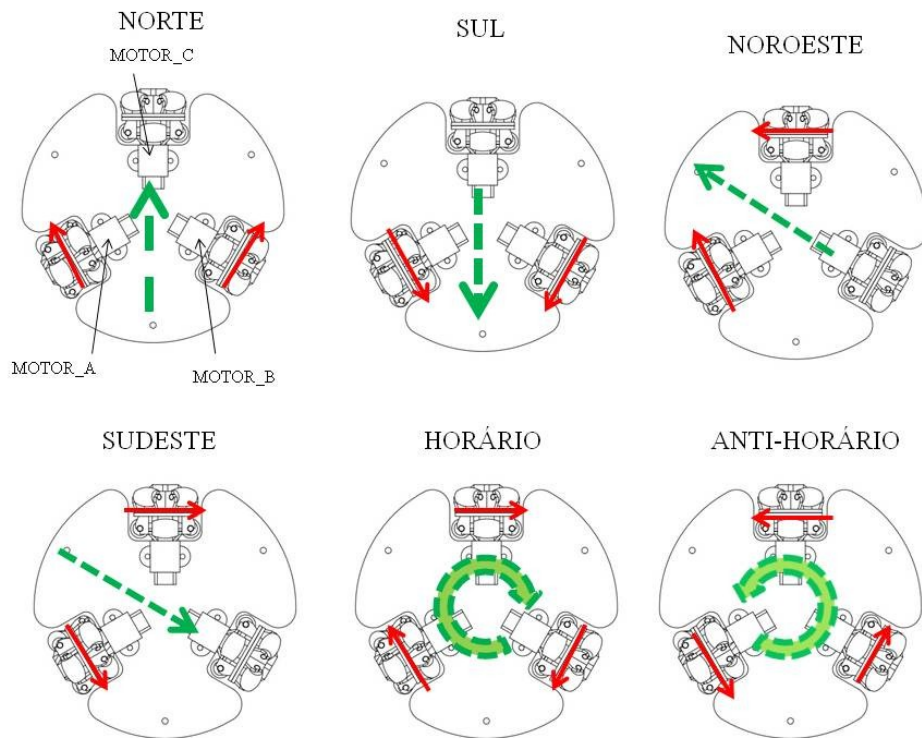 NORTE
SUL
NOROESTE
MOTOR_C
MOTOR_A
MOTOR_B
SUDESTE
HORÁRIO
ANTI-HORÁRIO